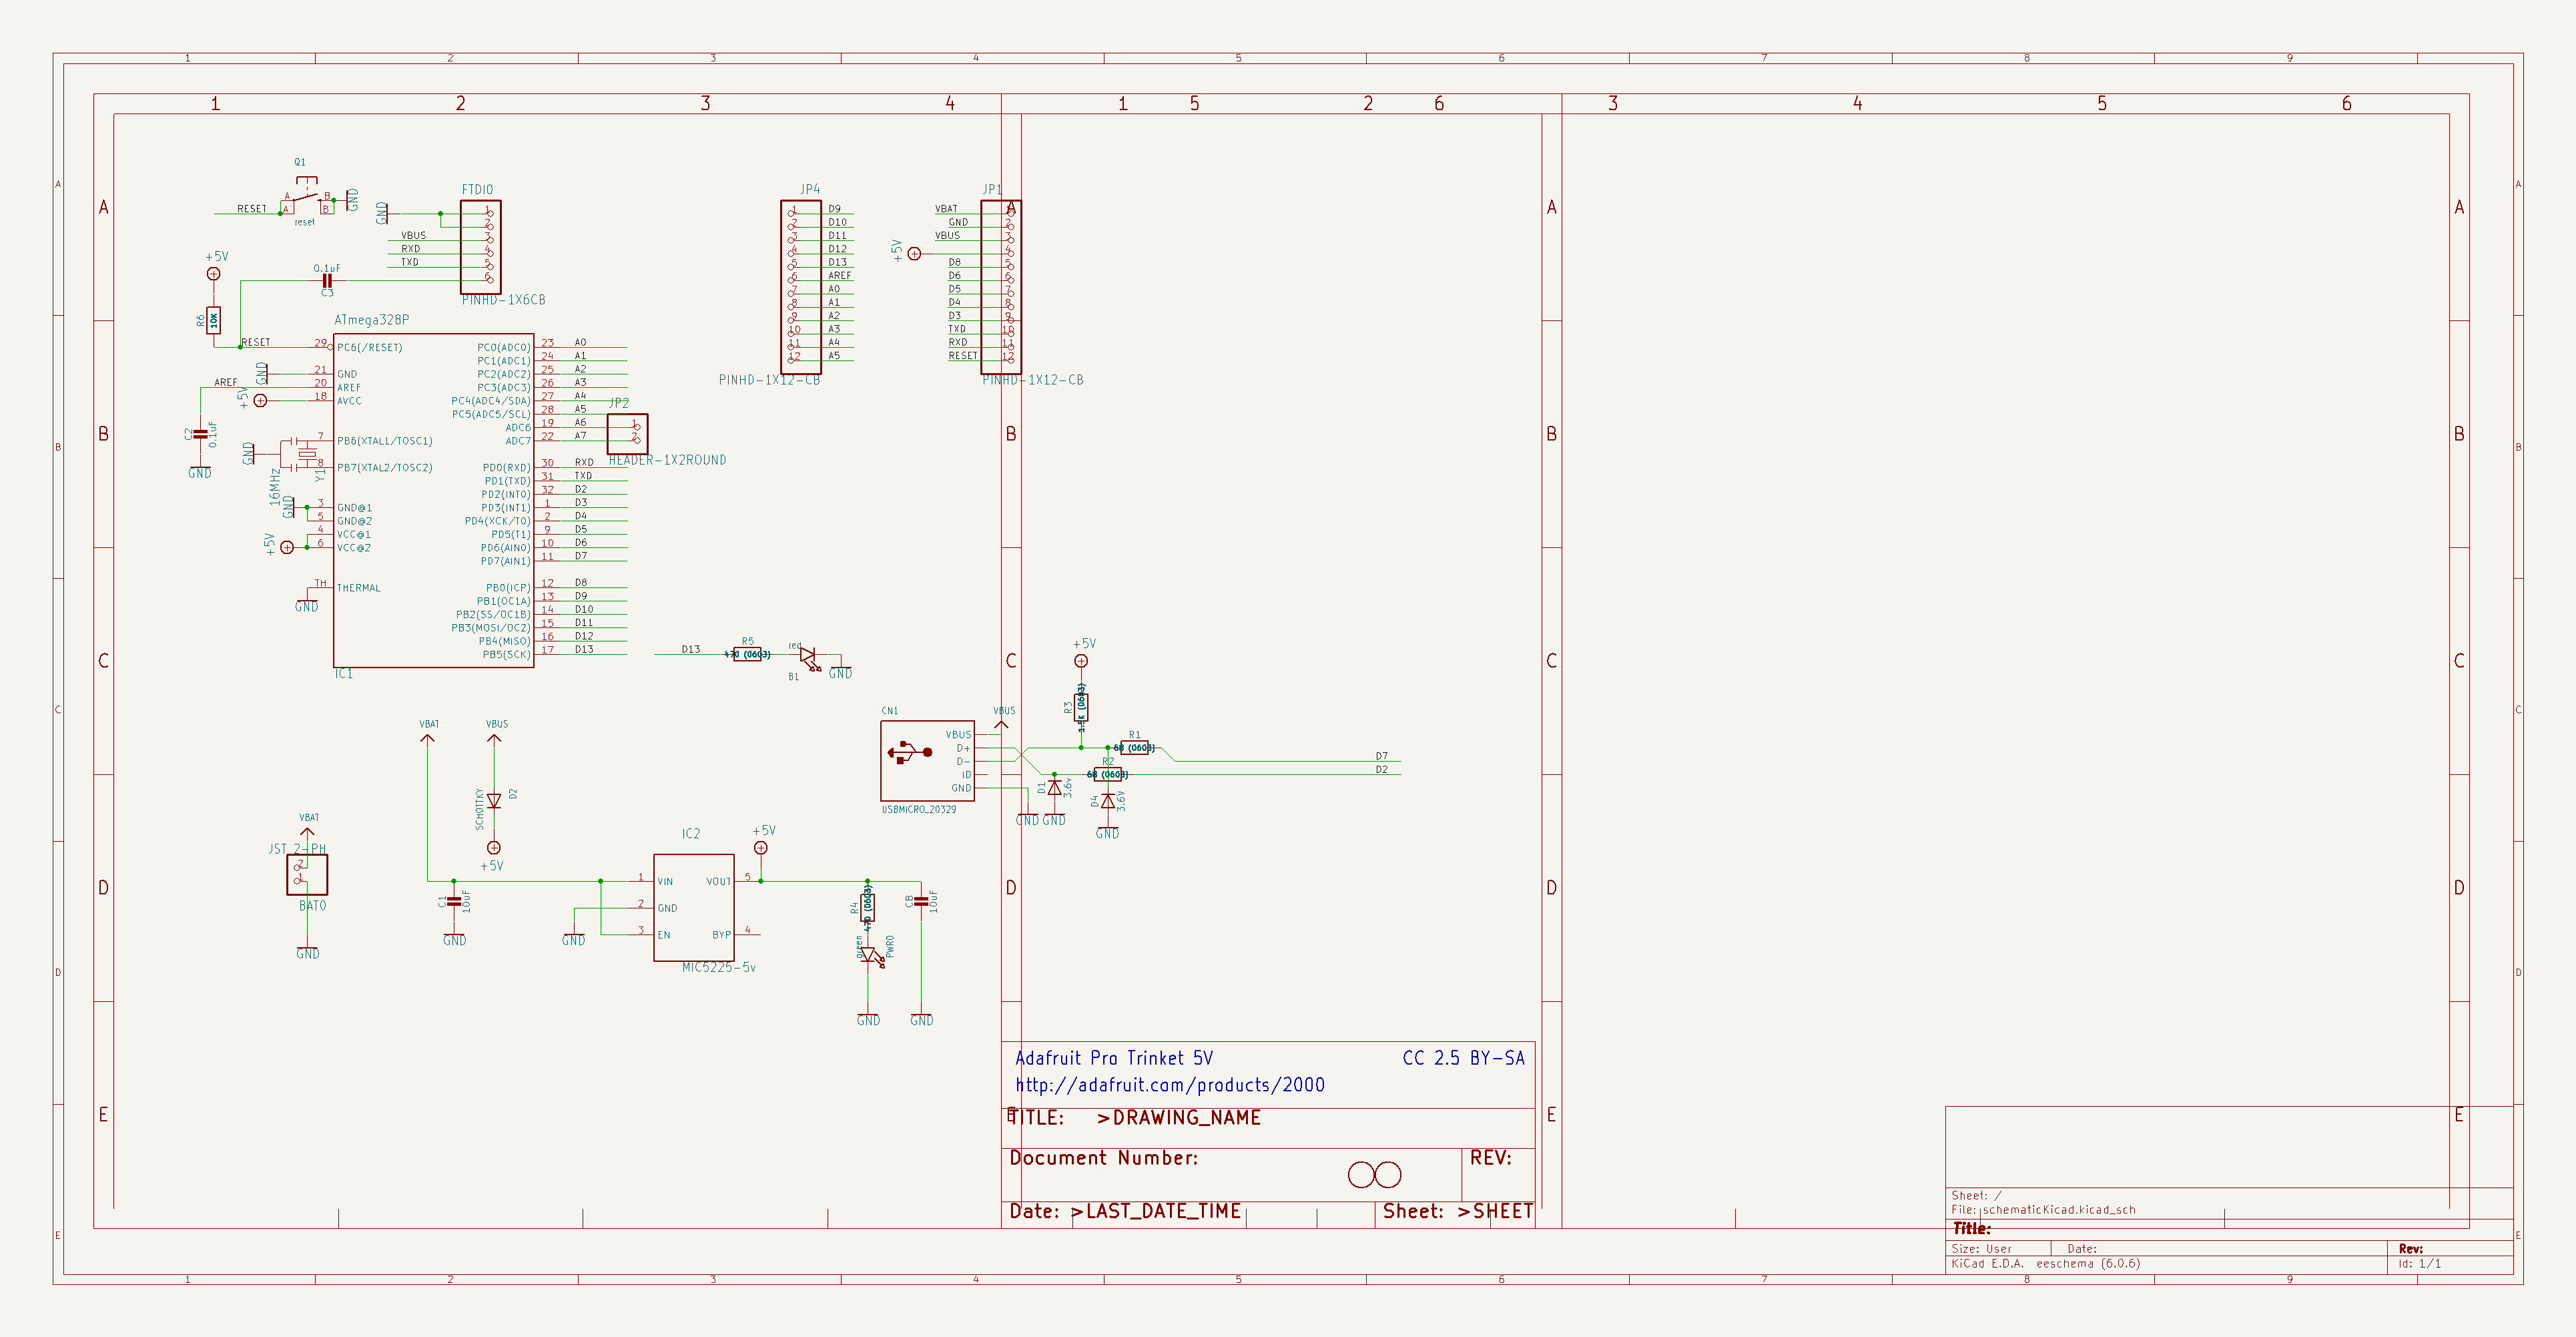 1 2 3 4 5 6 7 8 9
1 2 3 4 1 5 2 6 3 4 5 6
A A A A A A
B B B B B B
C C C C C C
D D D D D D
E E E E E E
Q1
A B
A' B'
RESET
GND
reset
FTDI0
GND
VBUS
RXD
TXD
1
2
3
4
5
6
PINHD-1X6CB
+5V
0.1uF
C3
R6
10K
JP4
1 D9
2 D10
3 D11
4 D12
5 D13
6 AREF
7 A0
8 A1
9 A2
10 A3
11 A4
12 A5
PINHD-1X12-CB
JP1
VBAT 1
GND 2
VBUS 3
+5V 4
D8 5
D6 6
D5 7
D4 8
D3 9
TXD 10
RXD 11
RESET 12
PINHD-1X12-CB
ATmega328P
RESET 29 PC6(/RESET)
GND 21 GND
AREF 20 AREF
+5V 18 AVCC
C2
0.1uF
GND
7 PB6(XTAL1/TOSC1)
GND
8 PB7(XTAL2/TOSC2)
16MHZ
Y1
GND 3 GND@1
5 GND@2
4 VCC@1
+5V 6 VCC@2
TH THERMAL
GND
PC0(ADC0) 23 A0
PC1(ADC1) 24 A1
PC2(ADC2) 25 A2
PC3(ADC3) 26 A3
PC4(ADC4/SDA) 27 A4
PC5(ADC5/SCL) 28 A5
ADC6 19 A6
ADC7 22 A7
PD0(RXD) 30 RXD
PD1(TXD) 31 TXD
PD2(INT0) 32 D2
PD3(INT1) 1 D3
PD4(XCK/T0) 2 D4
PD5(T1) 9 D5
PD6(AIN0) 10 D6
PD7(AIN1) 11 D7
PB0(ICP) 12 D8
PB1(OC1A) 13 D9
PB2(SS/OC1B) 14 D10
PB3(MOSI/OC2) 15 D11
PB4(MISO) 16 D12
PB5(SCK) 17 D13
IC1
JP2
1
2
HEADER-1X2ROUND
D13
R5
470 (0603)
red
B1
GND
CN1
VBUS
VBUS
D+
D-
ID
GND
USBMICRO_20329
+5V
R3
1.5K (0603)
R1
68 (0603)
R2
68 (0603)
D7
D2
D1
3.6v
D4
3.6V
GND
GND
GND
VBAT
VBUS
SCHOTTKY
D2
+5V
VBAT
JST 2-PH
2
1
BAT0
GND
C1
10uF
GND
GND
IC2
1 VIN
2 GND
3 EN
VOUT 5
BYP 4
MIC5225-5v
+5V
R4
470 (0603)
green
PWR0
GND
C8
10uF
GND
Adafruit Pro Trinket 5V CC 2.5 BY-SA
http://adafruit.com/products/2000
TITLE: >DRAWING_NAME
Document Number: REV:
Date: >LAST_DATE_TIME Sheet: >SHEET
Sheet: /
File: schematicKicad.kicad_sch
Title:
Size: User Date: Rev:
KiCad E.D.A. eeschema (6.0.6) Id: 1/1
1 2 3 4 5 6 7 8 9